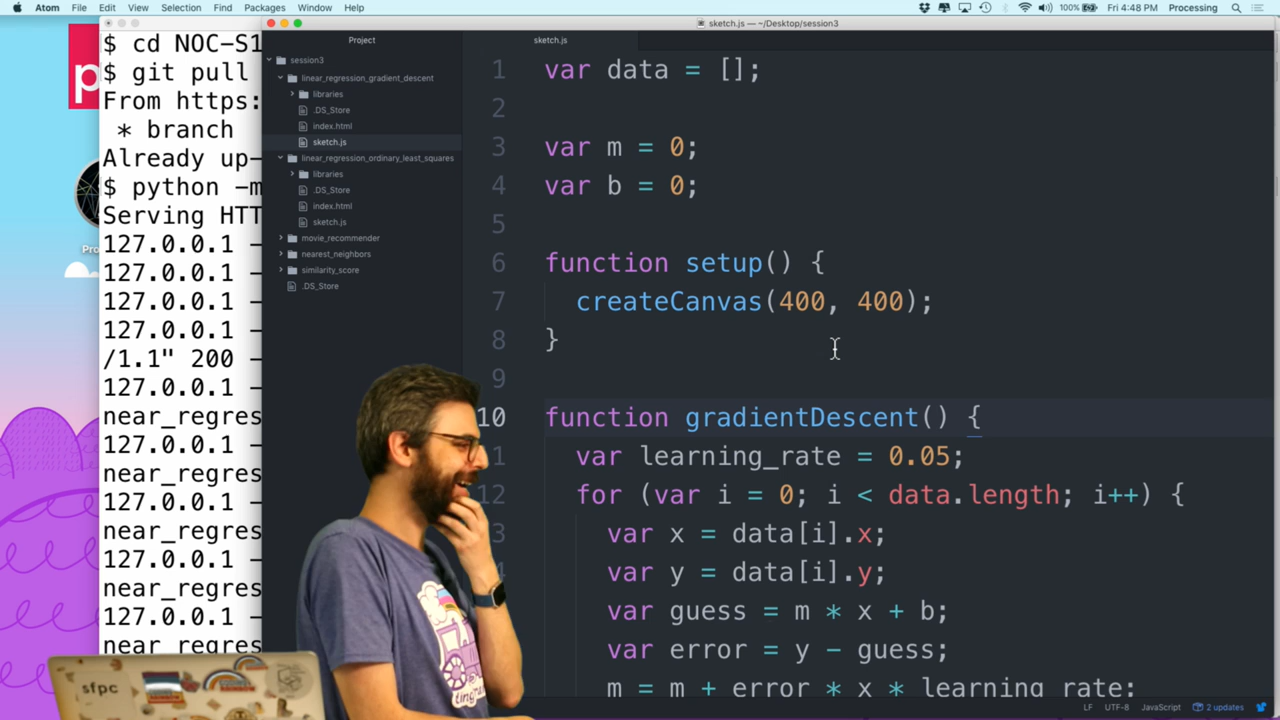 Atom File Edit View Selection Find Packages Window Help
100% Fri 4:48 PM Processing
sketch.js — ~/Desktop/session3
$ cd NOC-S1
$ git pull
From https:
* branch
Already up-
$ python -m
Serving HTT
127.0.0.1 —
127.0.0.1 —
127.0.0.1 —
127.0.0.1 —
/1.1" 200 —
127.0.0.1 —
near_regres
127.0.0.1 —
near_regres
127.0.0.1 —
near_regres
127.0.0.1 —
near_regres
127.0.0.1 —
near_regres
Pro
Project
session3
linear_regression_gradient_descent
libraries
.DS_Store
index.html
sketch.js
linear_regression_ordinary_least_squares
libraries
.DS_Store
index.html
sketch.js
movie_recommender
nearest_neighbors
similarity_score
.DS_Store
sketch.js
1 var data = [];
2
3 var m = 0;
4 var b = 0;
5
6 function setup() {
7 createCanvas(400, 400);
8 }
9
10 function gradientDescent() {
1 var learning_rate = 0.05;
12 for (var i = 0; i < data.length; i++) {
3 var x = data[i].x;
var y = data[i].y;
var guess = m * x + b;
var error = y - guess;
m = m + error * x * learning_rate;
LF UTF-8 JavaScript 2 updates
sfpc